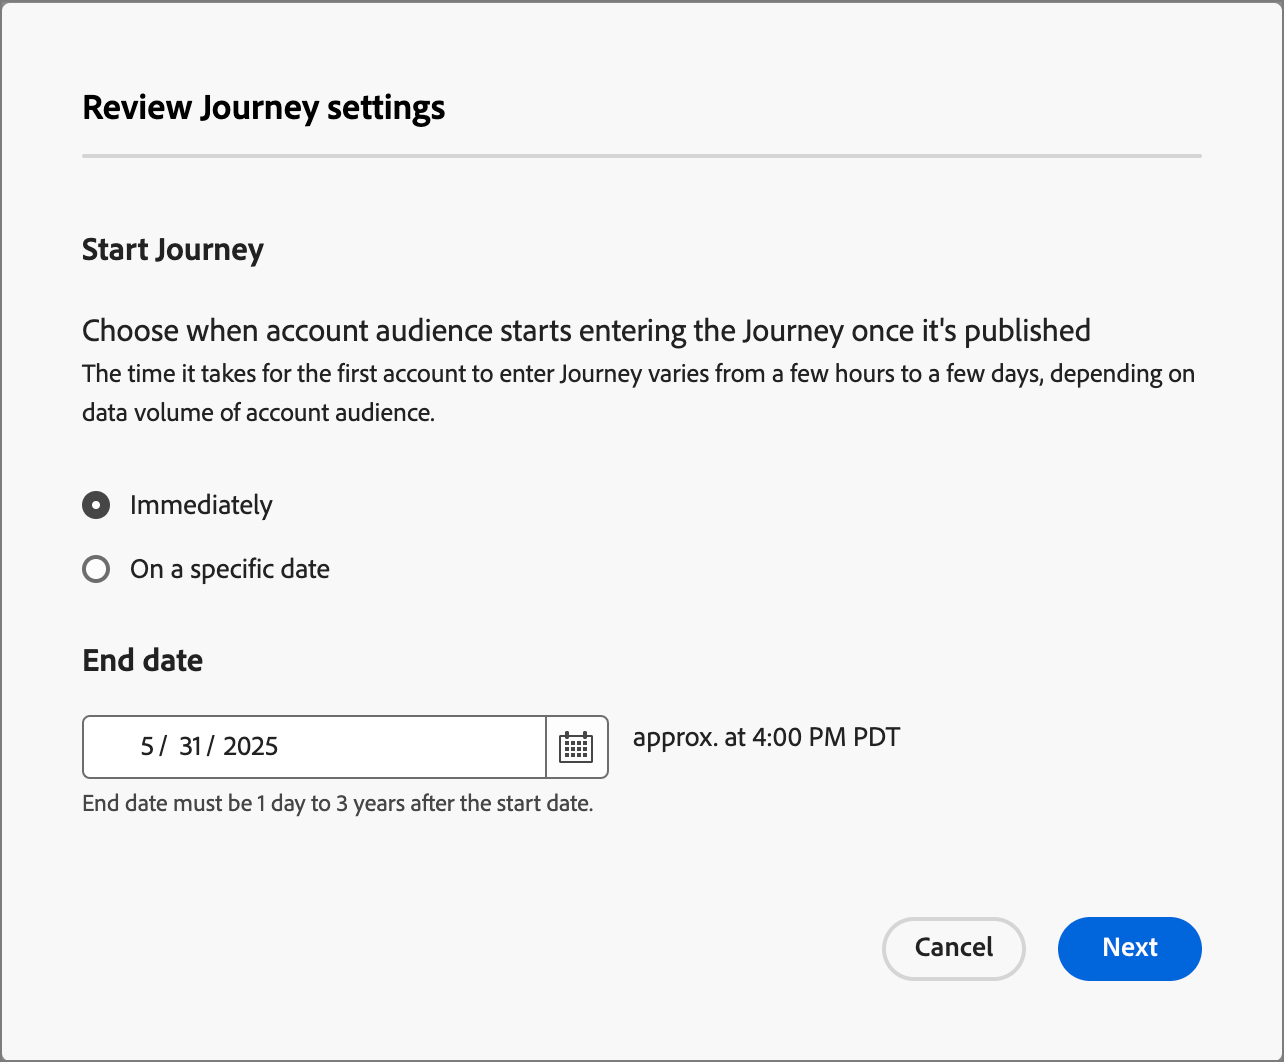 Review Journey settings
Start Journey
Choose when account audience starts entering the Journey once it's published
The time it takes for the first account to enter Journey varies from a few hours to a few days, depending on
data volume of account audience.
Immediately
On a specific date
End date
5 / 31 / 2025
approx. at 4:00 PM PDT
End date must be 1 day to 3 years after the start date.
Cancel
Next